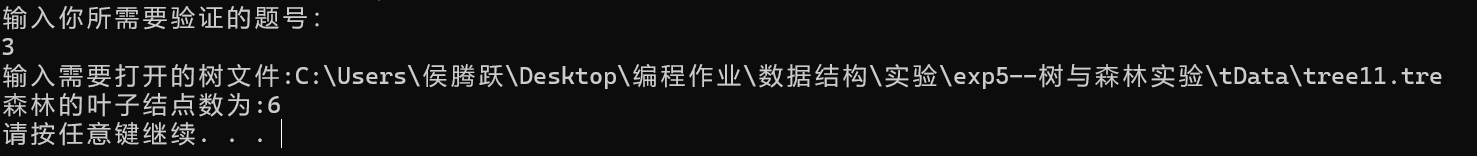 输入你所需要验证的题号:
3
输入需要打开的树文件:C:\Users\侯腾跃\Desktop\编程作业\数据结构\实验\exp5--树与森林实验\tData\tree11.tre
森林的叶子结点数为:6
请按任意键继续. . .